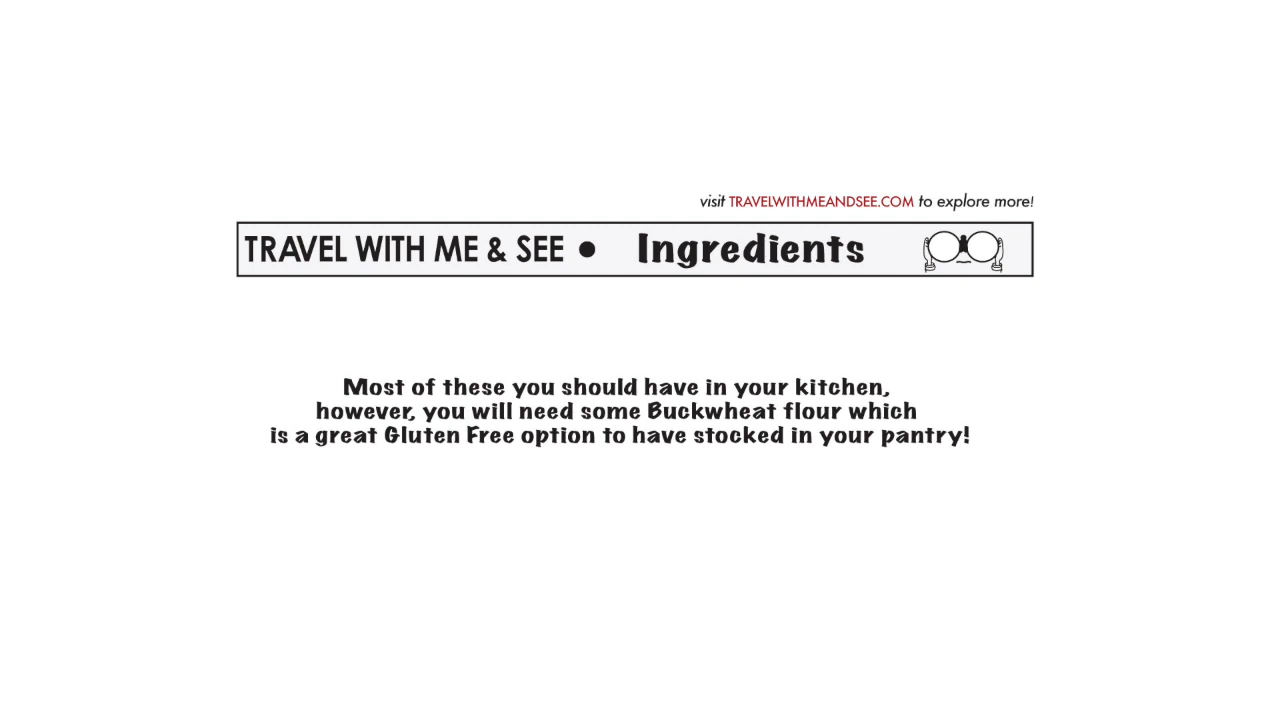 visit TRAVELWITHMEANDSEE.COM to explore more!
TRAVEL WITH ME & SEE • Ingredients
Most of these you should have in your kitchen,
however, you will need some Buckwheat flour which
is a great Gluten Free option to have stocked in your pantry!